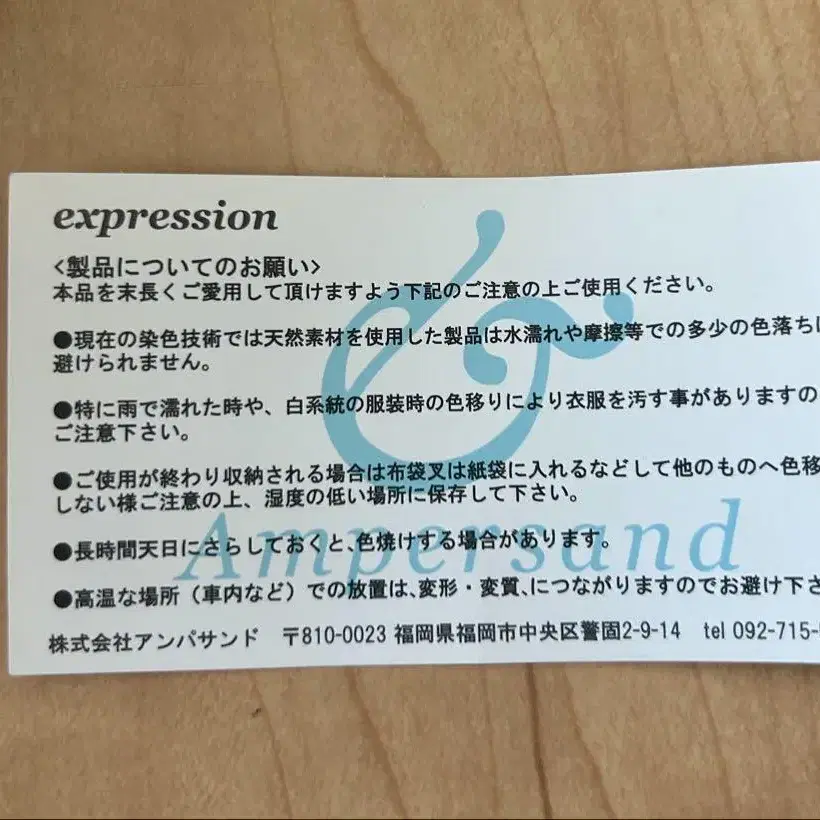 expression
<製品についてのお願い>
本品を末長くご愛用して頂けますよう下記のご注意の上ご使用ください。
●現在の染色技術では天然素材を使用した製品は水濡れや摩擦等での多少の色落ち
避けられません。
●特に雨で濡れた時や、白系統の服装時の色移りにより衣服を汚す事がありますの
ご注意下さい。
●ご使用が終わり収納される場合は布袋叉は紙袋に入れるなどして他のものへ色移
しない様ご注意の上、湿度の低い場所に保存して下さい。
●長時間天日にさらしておくと､色焼けする場合があります。
●高温な場所（車内など）での放置は､変形・変質､につながりますのでお避け下さ
株式会社アンパサンド 〒810-0023 福岡県福岡市中央区警固2-9-14 tel 092-715-
&
Ampersand